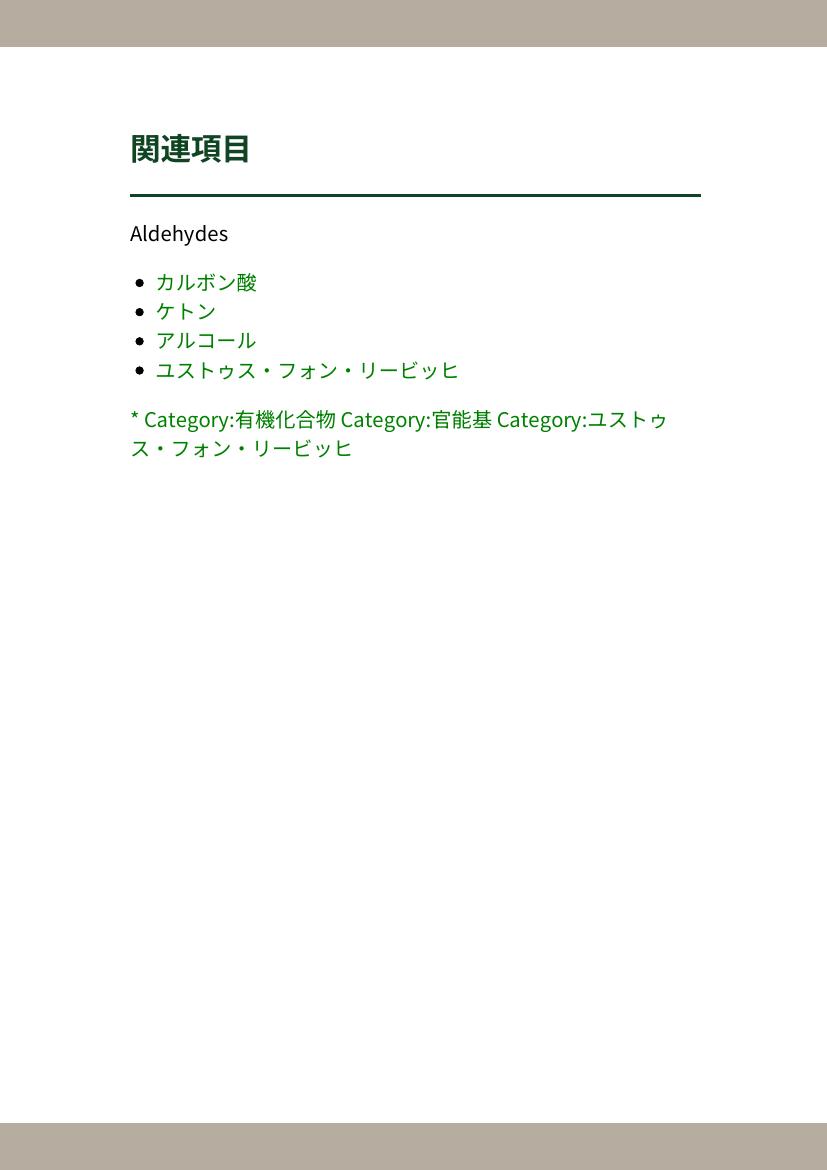 関連項目
Aldehydes
カルボン酸
ケトン
アルコール
ユストゥス・フォン・リービッヒ
* Category:有機化合物 Category:官能基 Category:ユストゥ
ス・フォン・リービッヒ